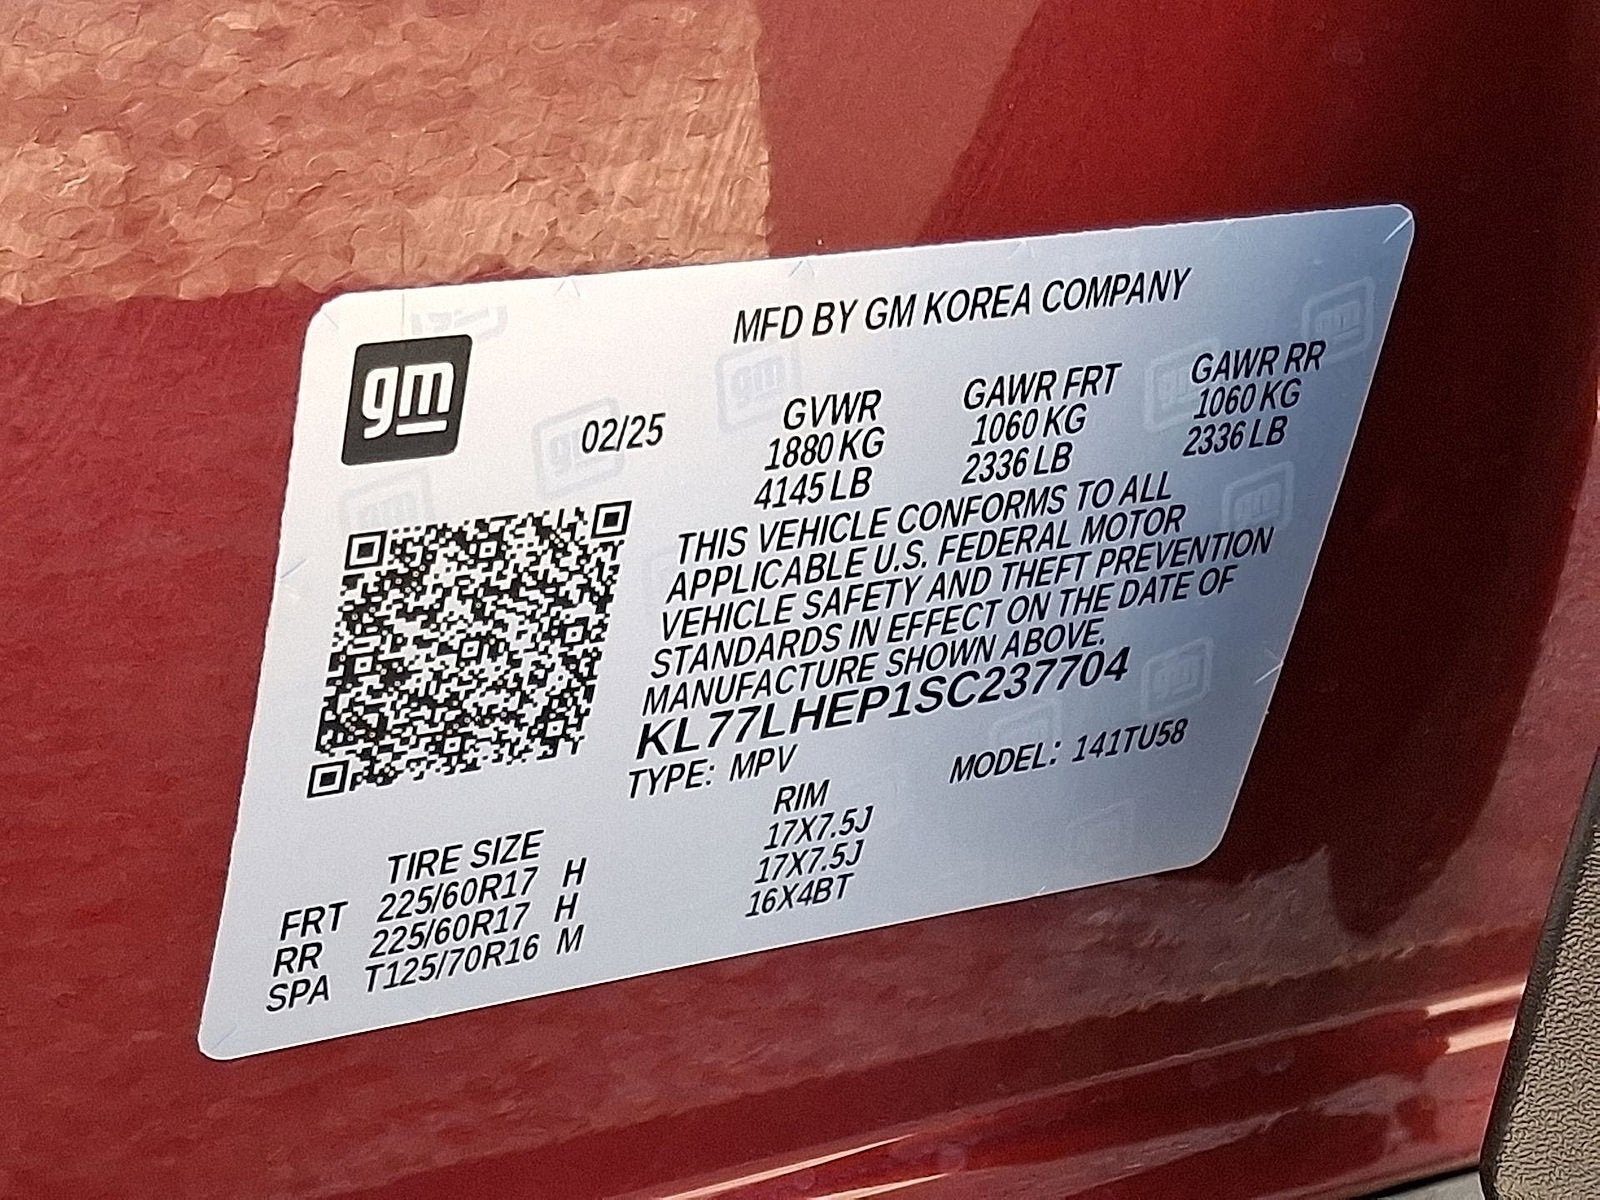 MFD BY GM KOREA COMPANY
gm
02/25
GVWR GAWR FRT GAWR RR
1880 KG 1060 KG 1060 KG
4145 LB 2336 LB 2336 LB
THIS VEHICLE CONFORMS TO ALL
APPLICABLE U.S. FEDERAL MOTOR
VEHICLE SAFETY AND THEFT PREVENTION
STANDARDS IN EFFECT ON THE DATE OF
MANUFACTURE SHOWN ABOVE.
KL77LHEP1SC237704
TYPE: MPV MODEL: 141TU58
TIRE SIZE RIM
FRT 225/60R17 H 17X7.5J
RR 225/60R17 H 17X7.5J
SPA T125/70R16 M 16X4BT